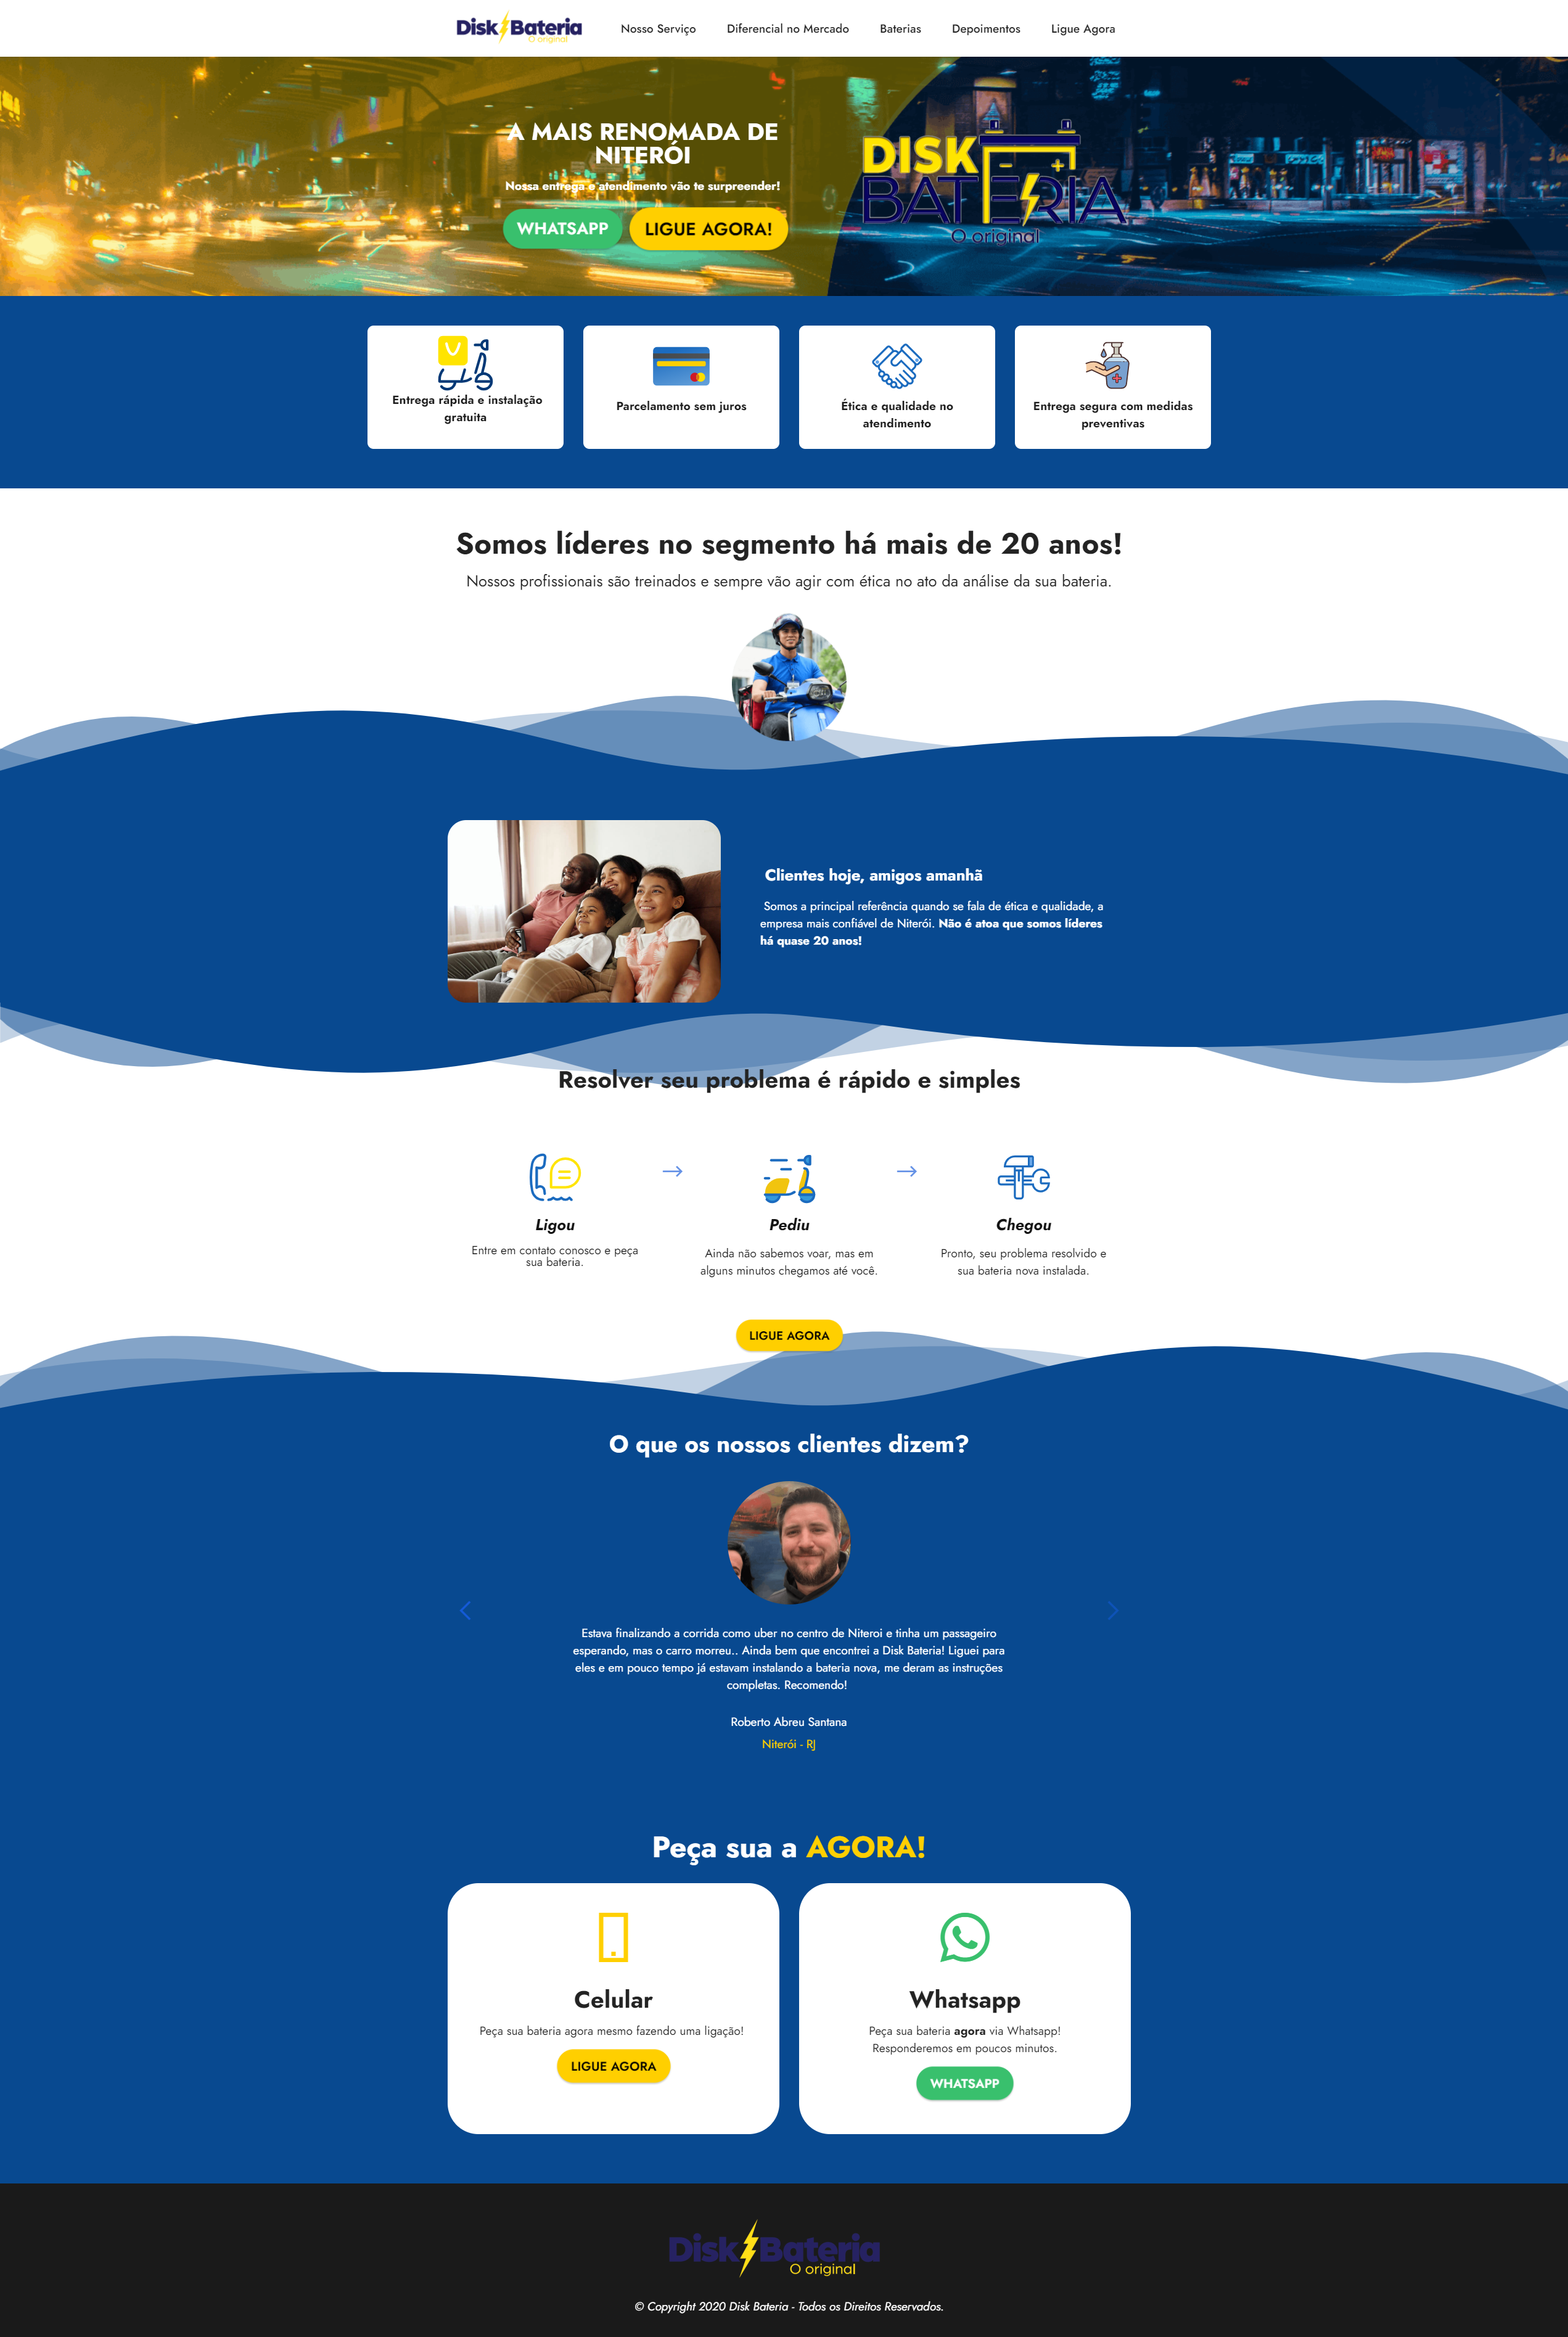 Disk Bateria
O original
Nosso Serviço
Diferencial no Mercado
Baterias
Depoimentos
Ligue Agora
A MAIS RENOMADA DE
NITERÓI
Nossa entrega e atendimento vão te surpreender!
WHATSAPP
LIGUE AGORA!
DISK
BATERIA
O original
Entrega rápida e instalação
gratuita
Parcelamento sem juros
Ética e qualidade no
atendimento
Entrega segura com medidas
preventivas
Somos líderes no segmento há mais de 20 anos!
Nossos profissionais são treinados e sempre vão agir com ética no ato da análise da sua bateria.
Clientes hoje, amigos amanhã
Somos a principal referência quando se fala de ética e qualidade, a
empresa mais confiável de Niterói. Não é atoa que somos líderes
há quase 20 anos!
Resolver seu problema é rápido e simples
Ligou
Entre em contato conosco e peça
sua bateria.
Pediu
Ainda não sabemos voar, mas em
alguns minutos chegamos até você.
Chegou
Pronto, seu problema resolvido e
sua bateria nova instalada.
LIGUE AGORA
O que os nossos clientes dizem?
Estava finalizando a corrida como uber no centro de Niteroi e tinha um passageiro
esperando, mas o carro morreu.. Ainda bem que encontrei a Disk Bateria! Liguei para
eles e em pouco tempo já estavam instalando a bateria nova, me deram as instruções
completas. Recomendo!
Roberto Abreu Santana
Niterói - RJ
Peça sua a AGORA!
Celular
Peça sua bateria agora mesmo fazendo uma ligação!
LIGUE AGORA
Whatsapp
Peça sua bateria agora via Whatsapp!
Responderemos em poucos minutos.
WHATSAPP
Disk Bateria
O original
© Copyright 2020 Disk Bateria - Todos os Direitos Reservados.